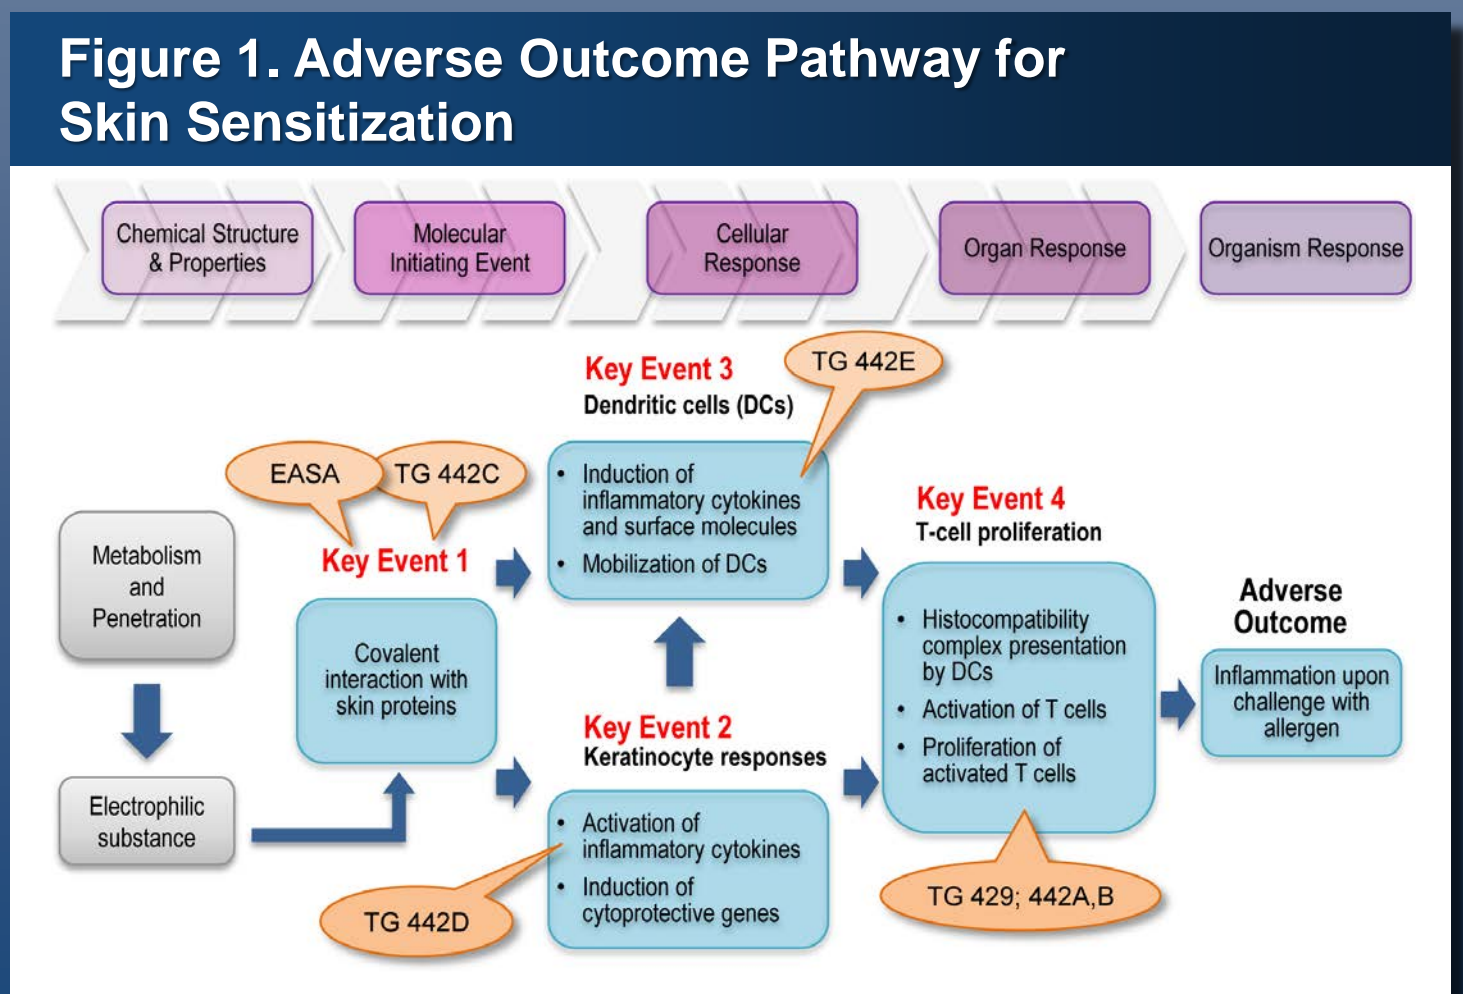 Figure 1. Adverse Outcome Pathway for
Skin Sensitization
Chemical Structure
& Properties
Molecular
Initiating Event
Cellular
Response
Organ Response
Organism Response
Metabolism
and
Penetration
Electrophilic
substance
EASA
TG 442C
Key Event 1
Covalent
interaction with
skin proteins
Key Event 3
Dendritic cells (DCs)
TG 442E
• Induction of
inflammatory cytokines
and surface molecules
• Mobilization of DCs
Key Event 2
Keratinocyte responses
• Activation of
inflammatory cytokines
• Induction of
cytoprotective genes
TG 442D
Key Event 4
T-cell proliferation
• Histocompatibility
complex presentation
by DCs
• Activation of T cells
• Proliferation of
activated T cells
TG 429; 442A,B
Adverse
Outcome
Inflammation upon
challenge with
allergen